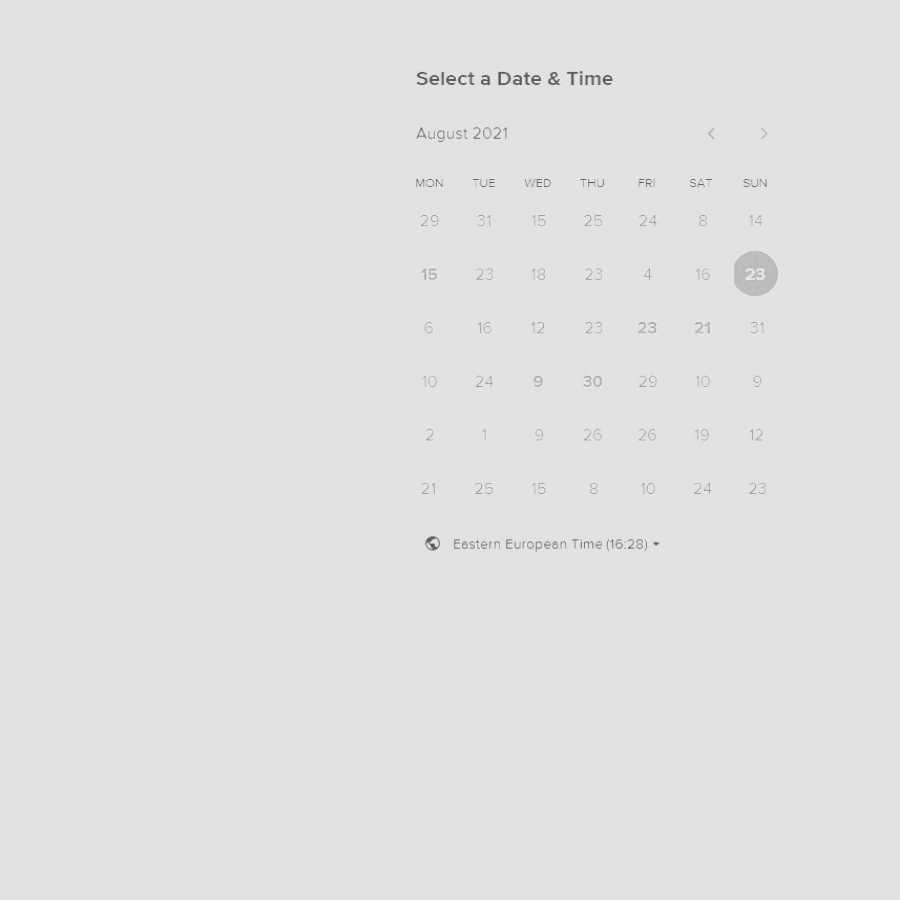 Select a Date & Time
August 2021
MON TUE WED THU FRI SAT SUN
29 31 15 25 24 8 14
15 23 18 23 4 16 23
6 16 12 23 23 21 31
10 24 9 30 29 10 9
2 1 9 26 26 19 12
21 25 15 8 10 24 23
Eastern European Time (16:28)